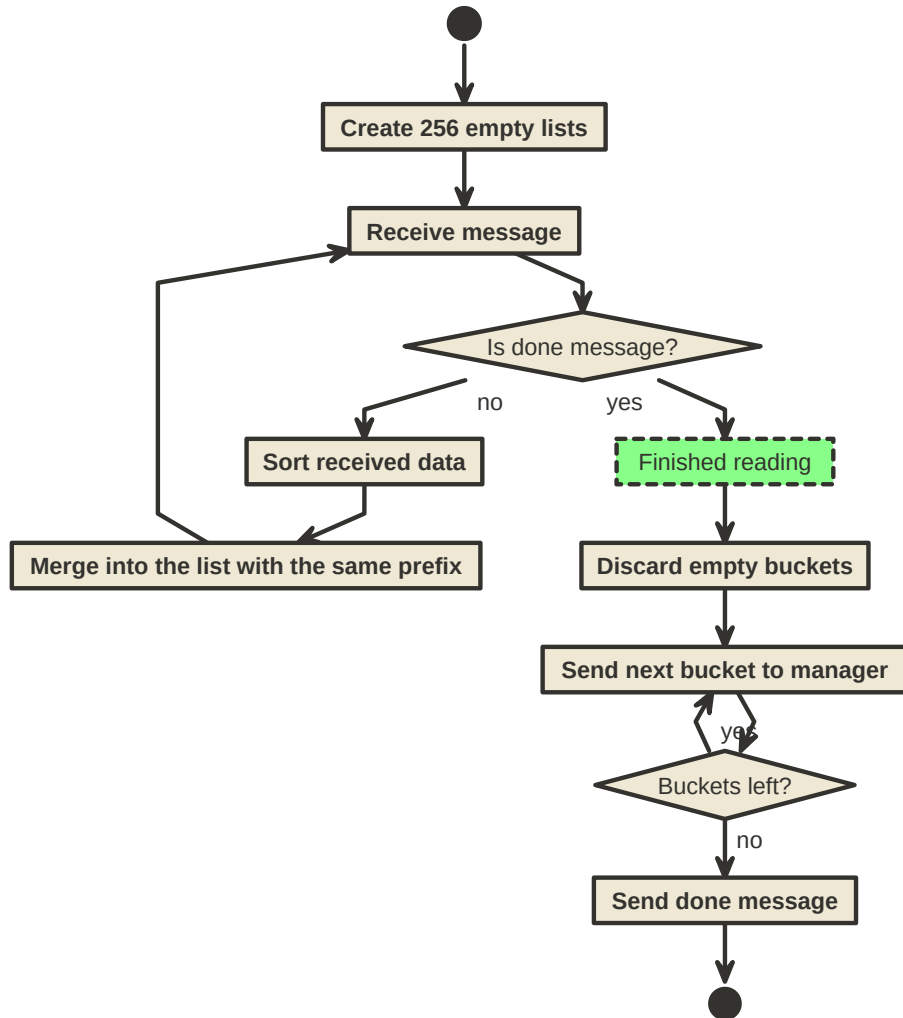 Create 256 empty lists
Receive message
Is done message?
no
yes
Sort received data
Finished reading
Merge into the list with the same prefix
Discard empty buckets
Send next bucket to manager
yes
Buckets left?
no
Send done message